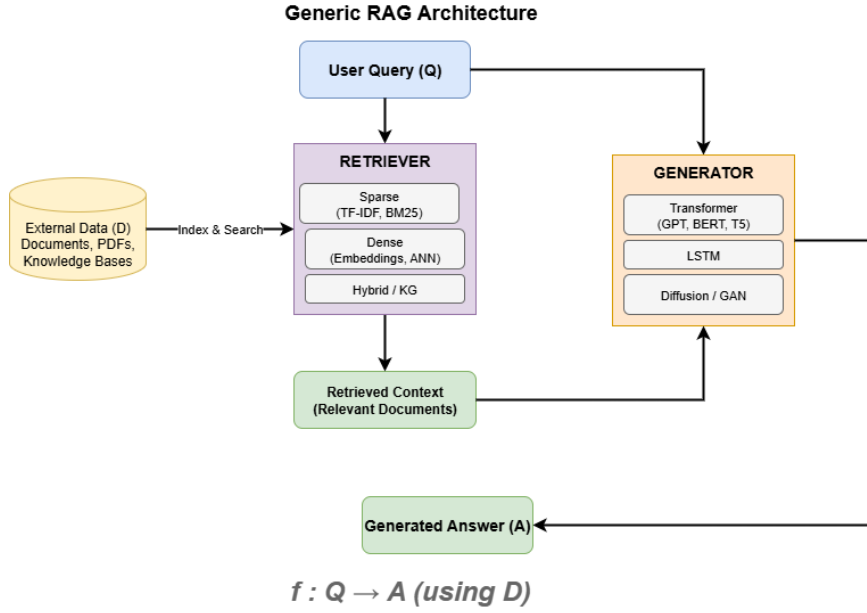 Generic RAG Architecture
User Query (Q)
RETRIEVER
Sparse
(TF-IDF, BM25)
Dense
(Embeddings, ANN)
Hybrid / KG
GENERATOR
Transformer
(GPT, BERT, T5)
LSTM
Diffusion / GAN
External Data (D)
Documents, PDFs,
Knowledge Bases
Index & Search
Retrieved Context
(Relevant Documents)
Generated Answer (A)
f : Q → A (using D)